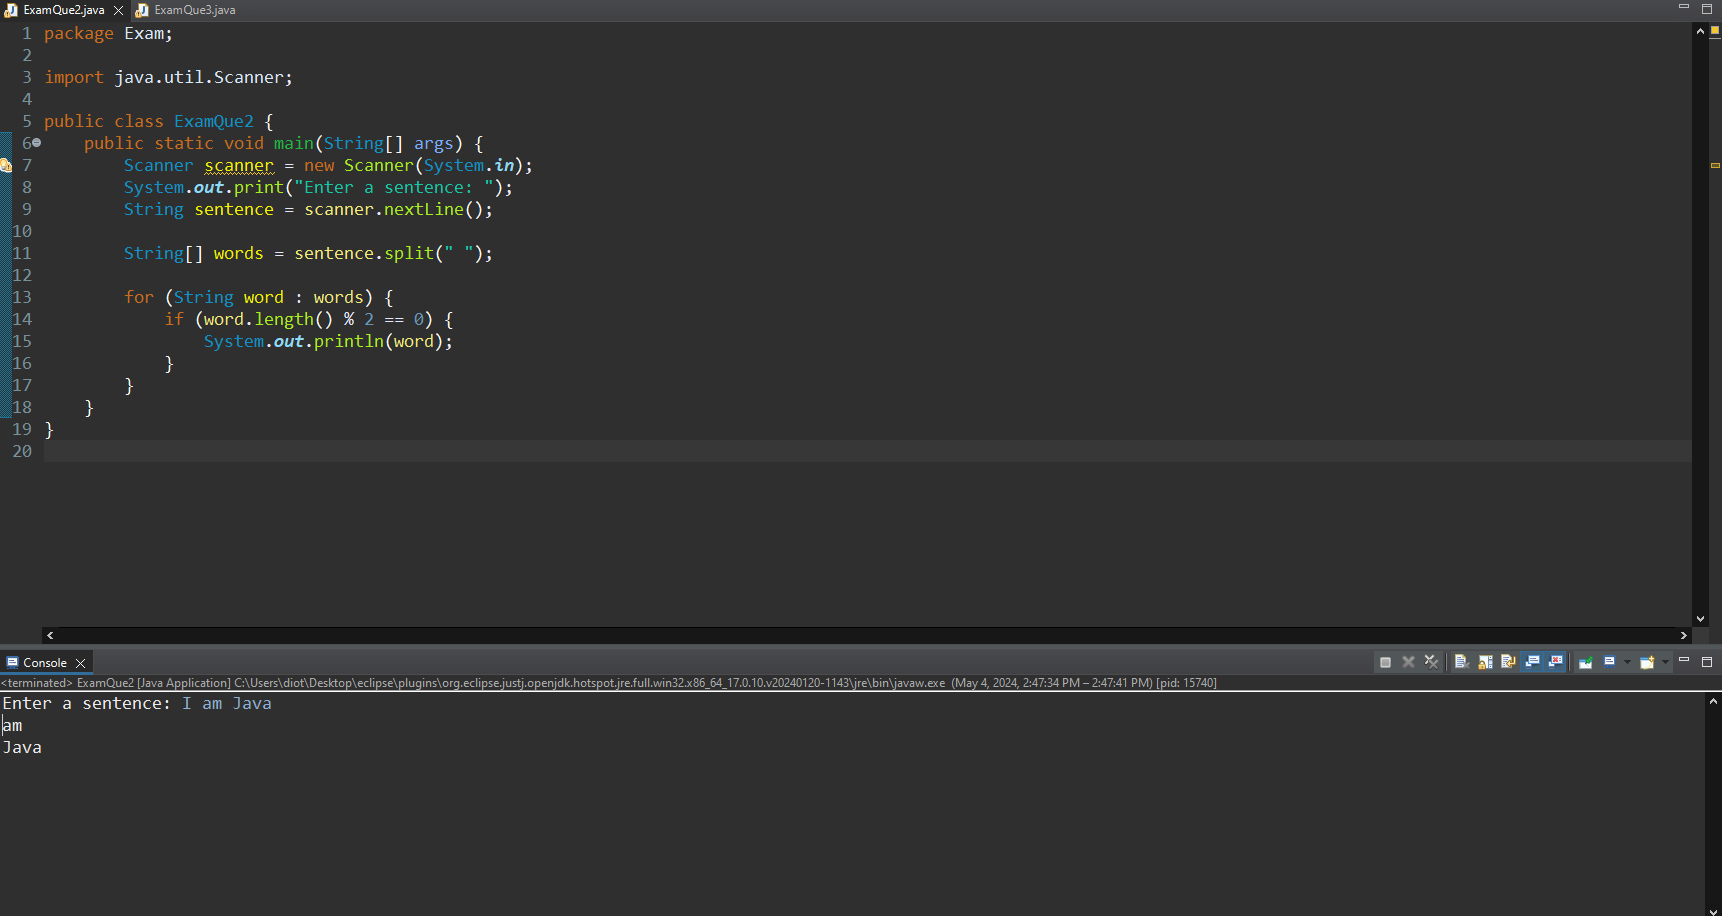 ExamQue2.java ExamQue3.java
1 package Exam;
2
3 import java.util.Scanner;
4
5 public class ExamQue2 {
6     public static void main(String[] args) {
7         Scanner scanner = new Scanner(System.in);
8         System.out.print("Enter a sentence: ");
9         String sentence = scanner.nextLine();
10
11         String[] words = sentence.split(" ");
12
13         for (String word : words) {
14             if (word.length() % 2 == 0) {
15                 System.out.println(word);
16             }
17         }
18     }
19 }
20
Console
<terminated> ExamQue2 [Java Application] C:\Users\diot\Desktop\eclipse\plugins\org.eclipse.justj.openjdk.hotspot.jre.full.win32.x86_64_17.0.10.v20240120-1143\jre\bin\javaw.exe (May 4, 2024, 2:47:34 PM – 2:47:41 PM) [pid: 15740]
Enter a sentence: I am Java
am
Java